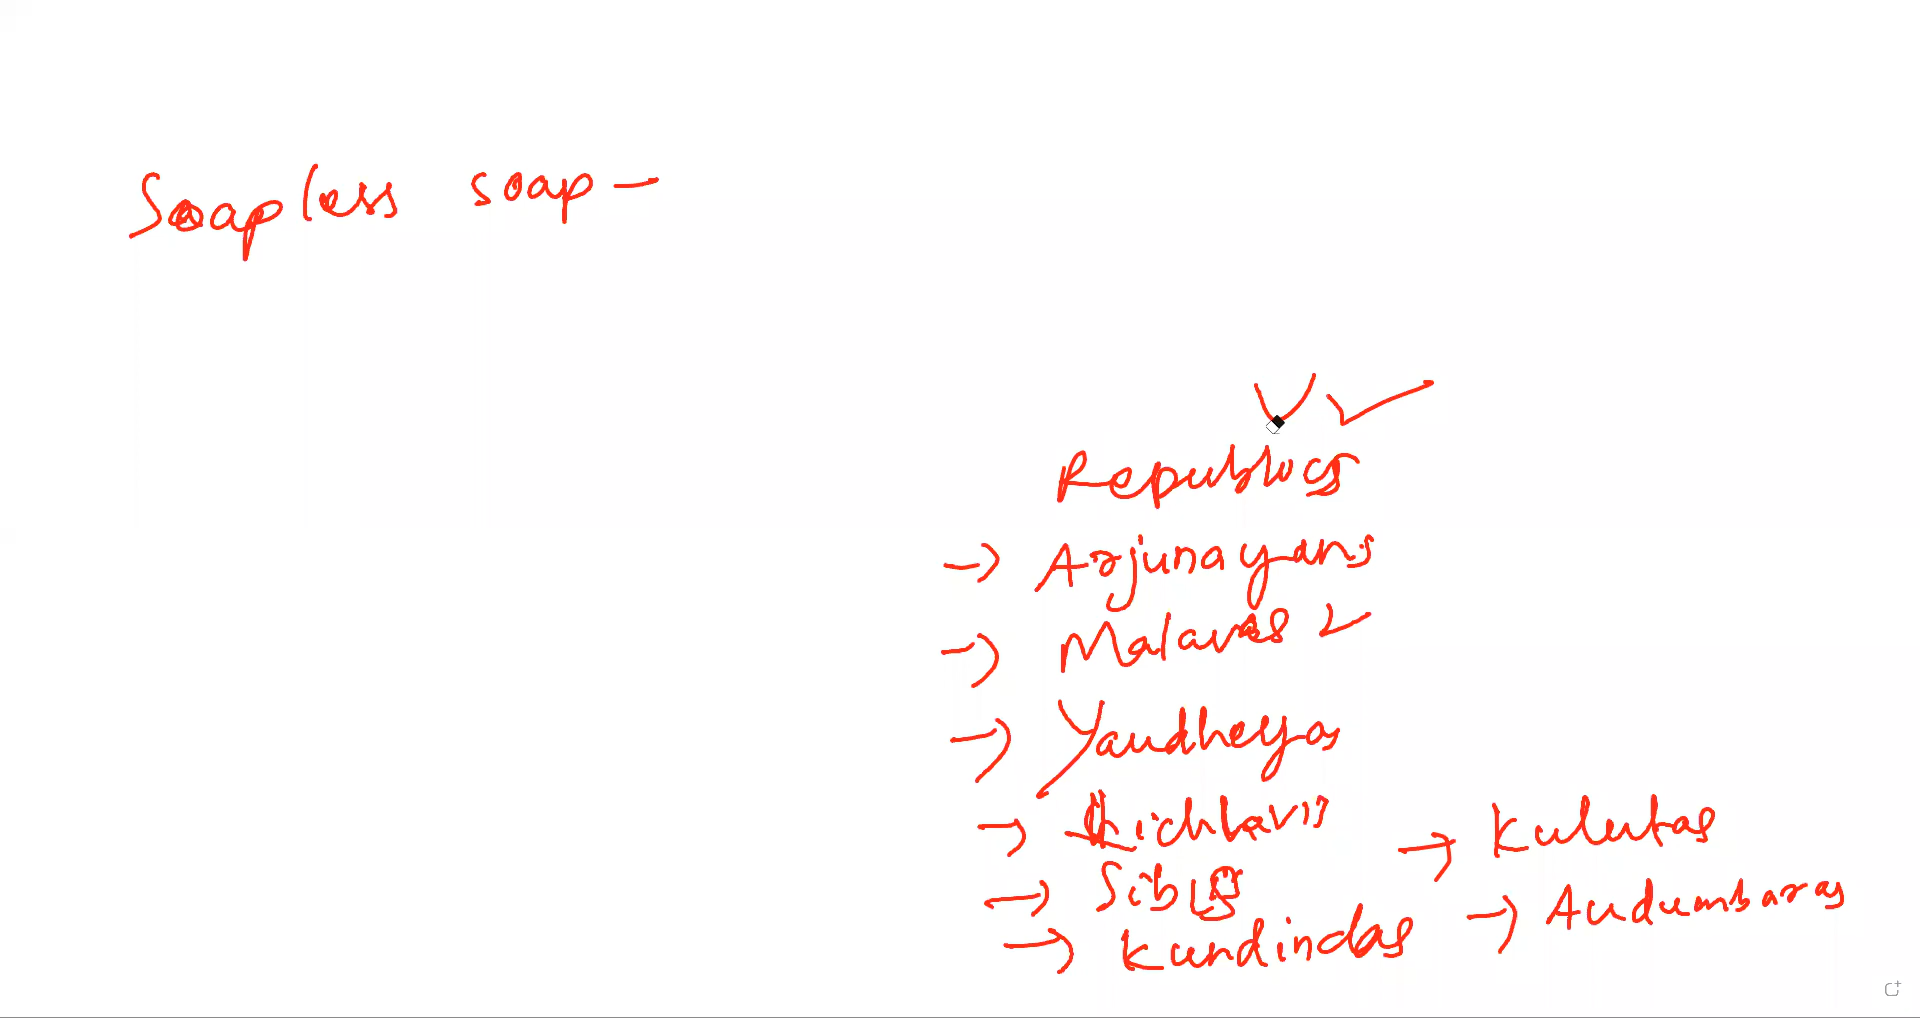 Soapless soap -
Republics
→ Arjunayans
→ Malavas ✓
→ Yaudheyas
→ Lichhavis
→ Sibis
→ Kundindas
→ Kulutas
→ Audumbaras